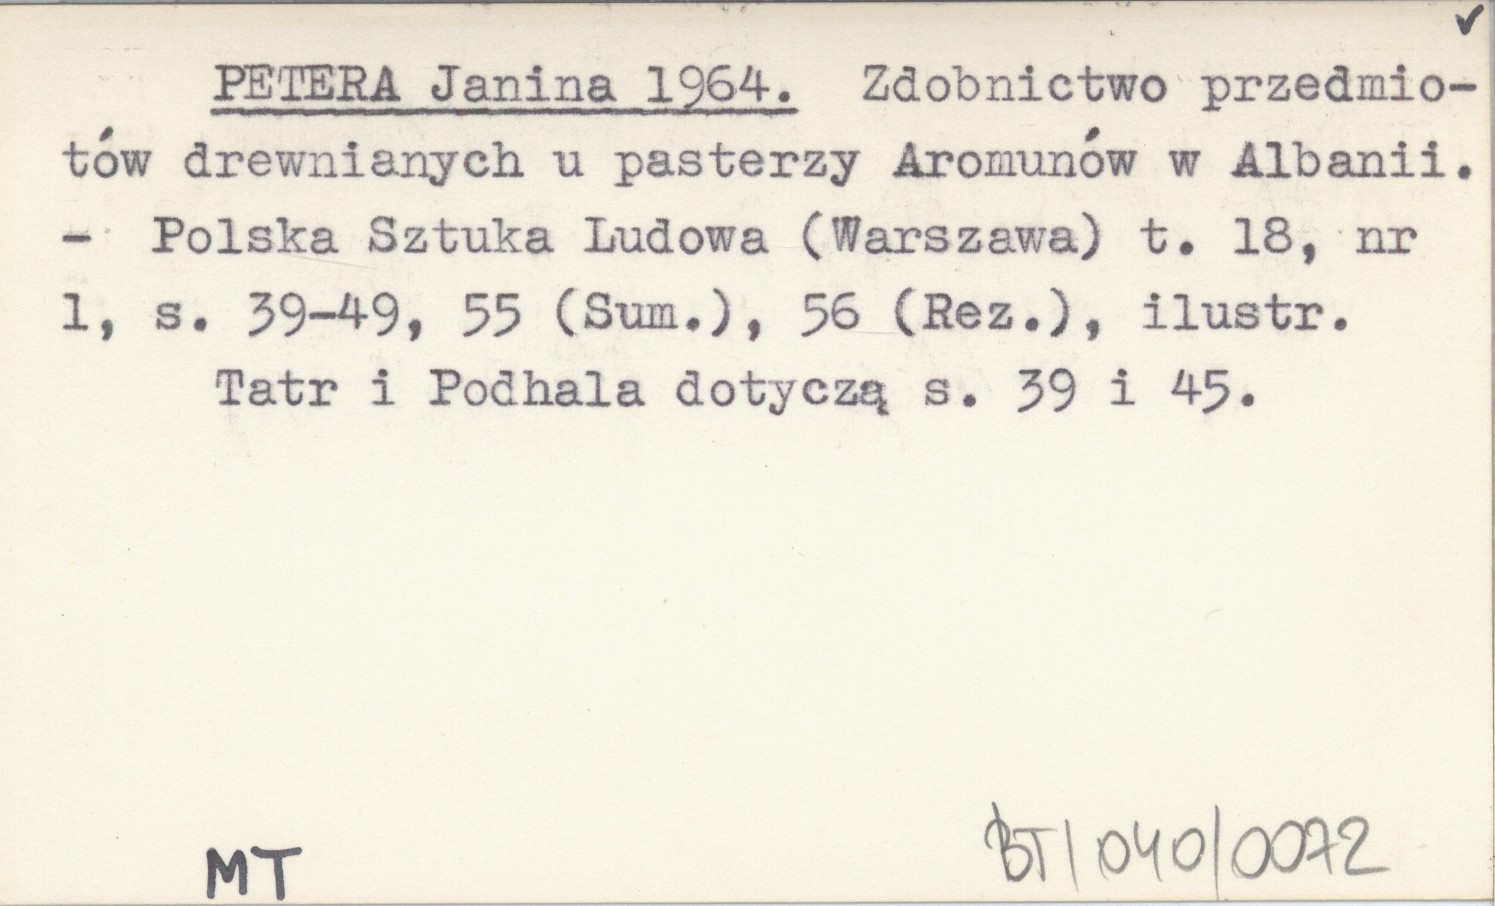 PETERA Janina 1964. Zdobnictwo przedmio-
tów drewnianych u pasterzy Aromunów w Albanii.
- Polska Sztuka Ludowa (Warszawa) t. 18, nr
1, s. 39-49, 55 (Sum.), 56 (Rez.), ilustr.
Tatr i Podhala dotyczą s. 39 i 45.
MT
BT/040/0072